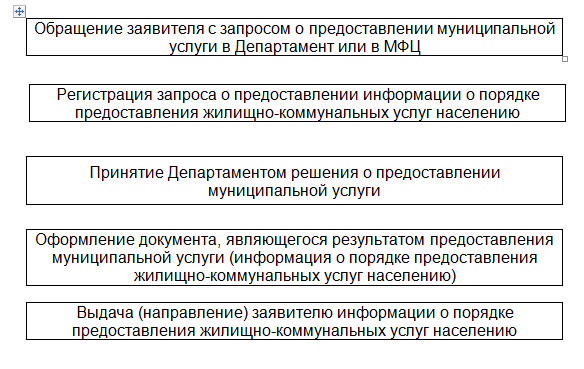 Обращение заявителя с запросом о предоставлении муниципальной
услуги в Департамент или в МФЦ
Регистрация запроса о предоставлении информации о порядке
предоставления жилищно-коммунальных услуг населению
Принятие Департаментом решения о предоставлении
муниципальной услуги
Оформление документа, являющегося результатом предоставления
муниципальной услуги (информация о порядке предоставления
жилищно-коммунальных услуг населению)
Выдача (направление) заявителю информации о порядке
предоставления жилищно-коммунальных услуг населению